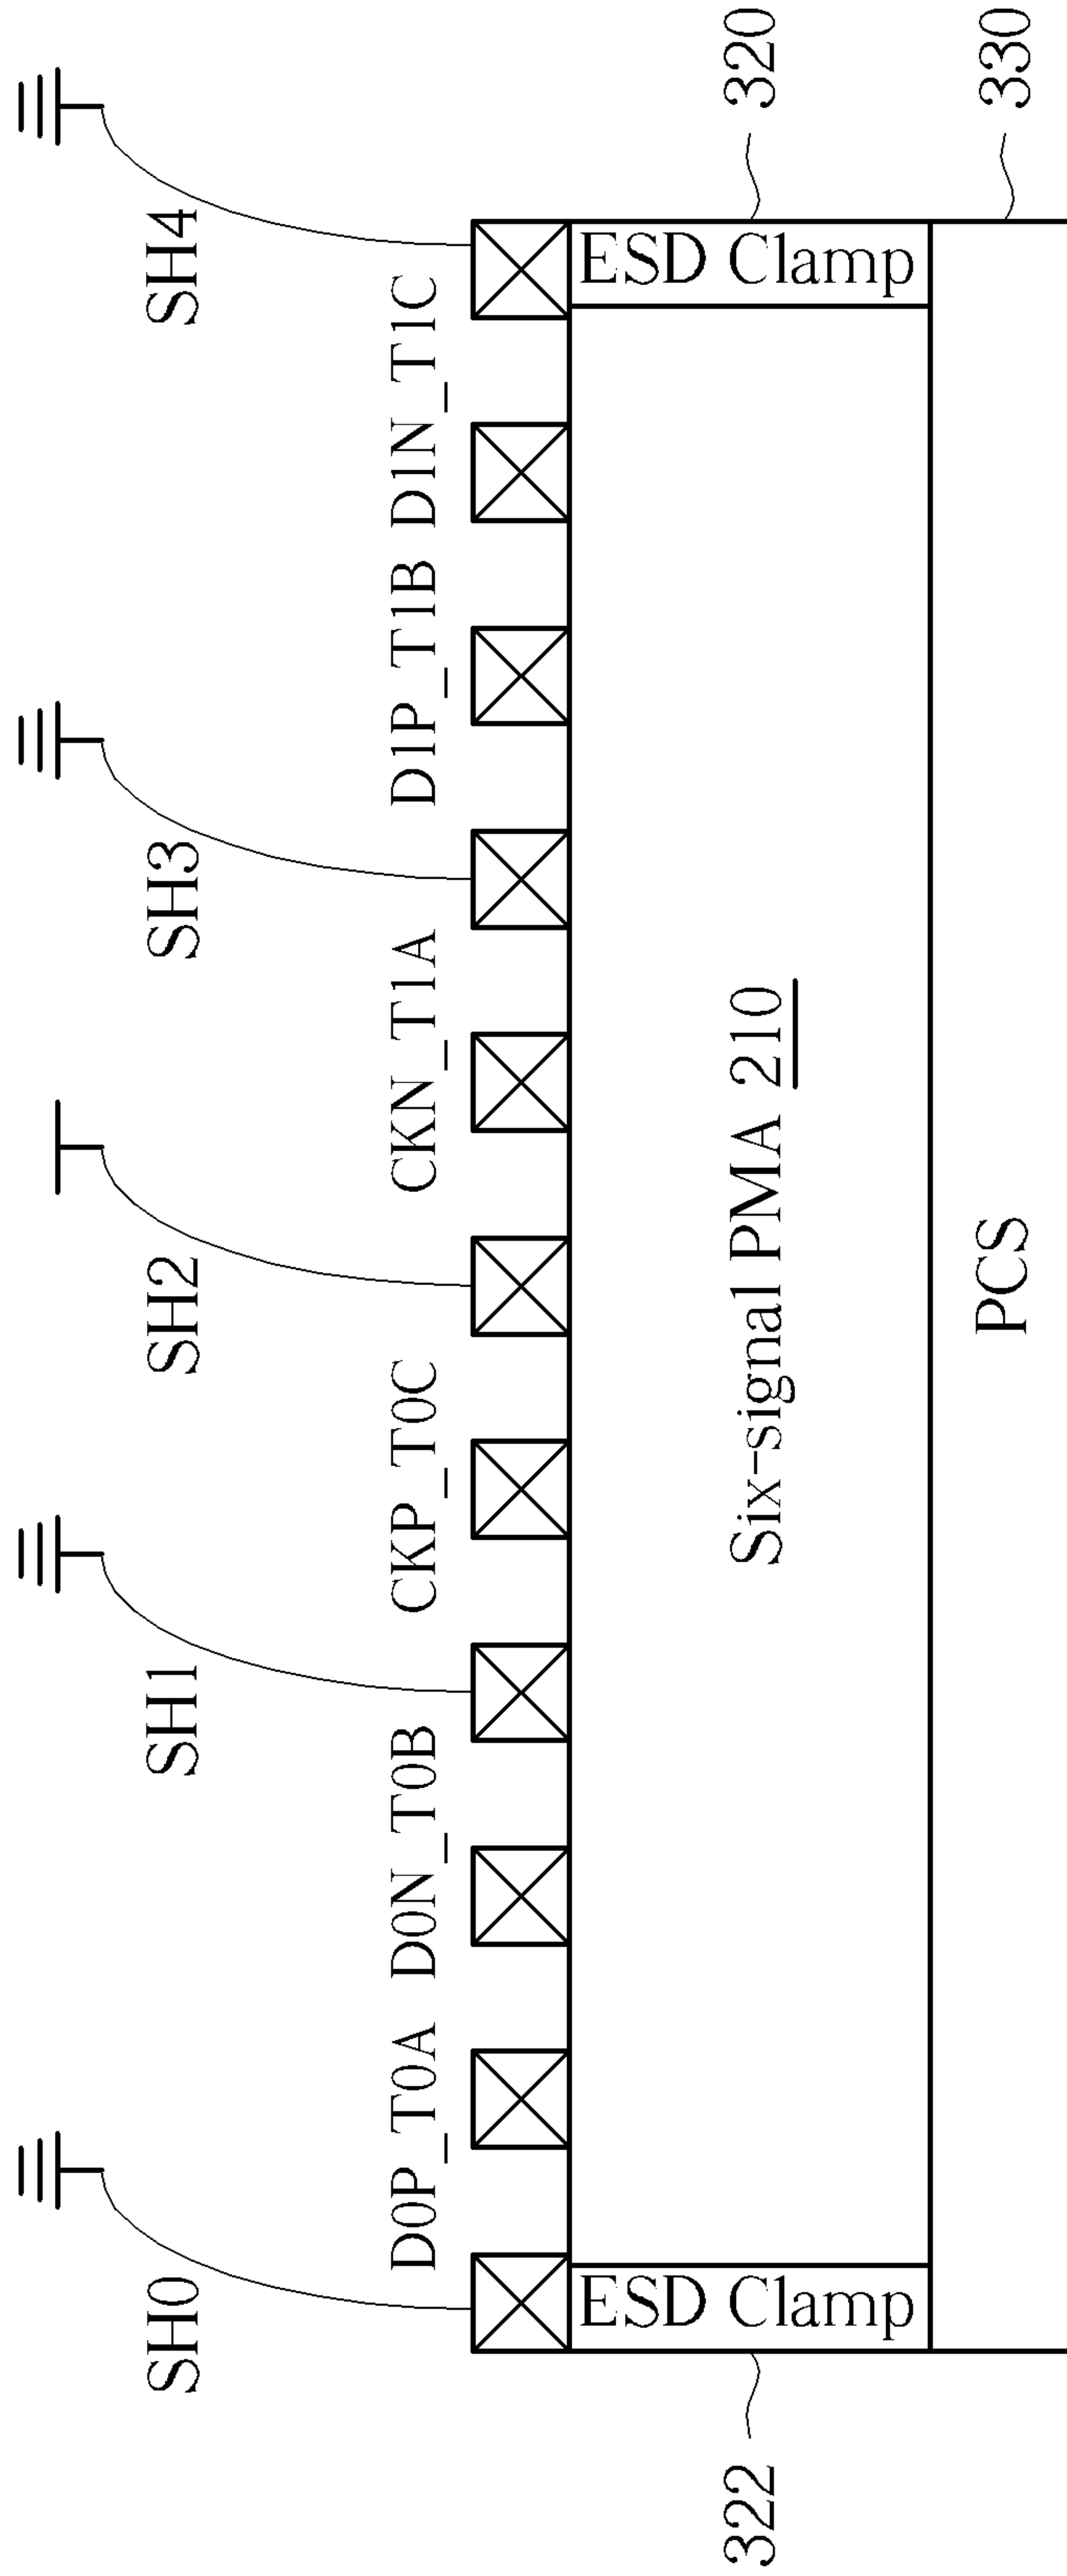 SH0
SH1
SH2
SH3
SH4
D0P_T0A
D0N_T0B
CKP_T0C
CKN_T1A
D1P_T1B
D1N_T1C
322
ESD Clamp
Six-signal PMA 210
ESD Clamp
320
PCS
330